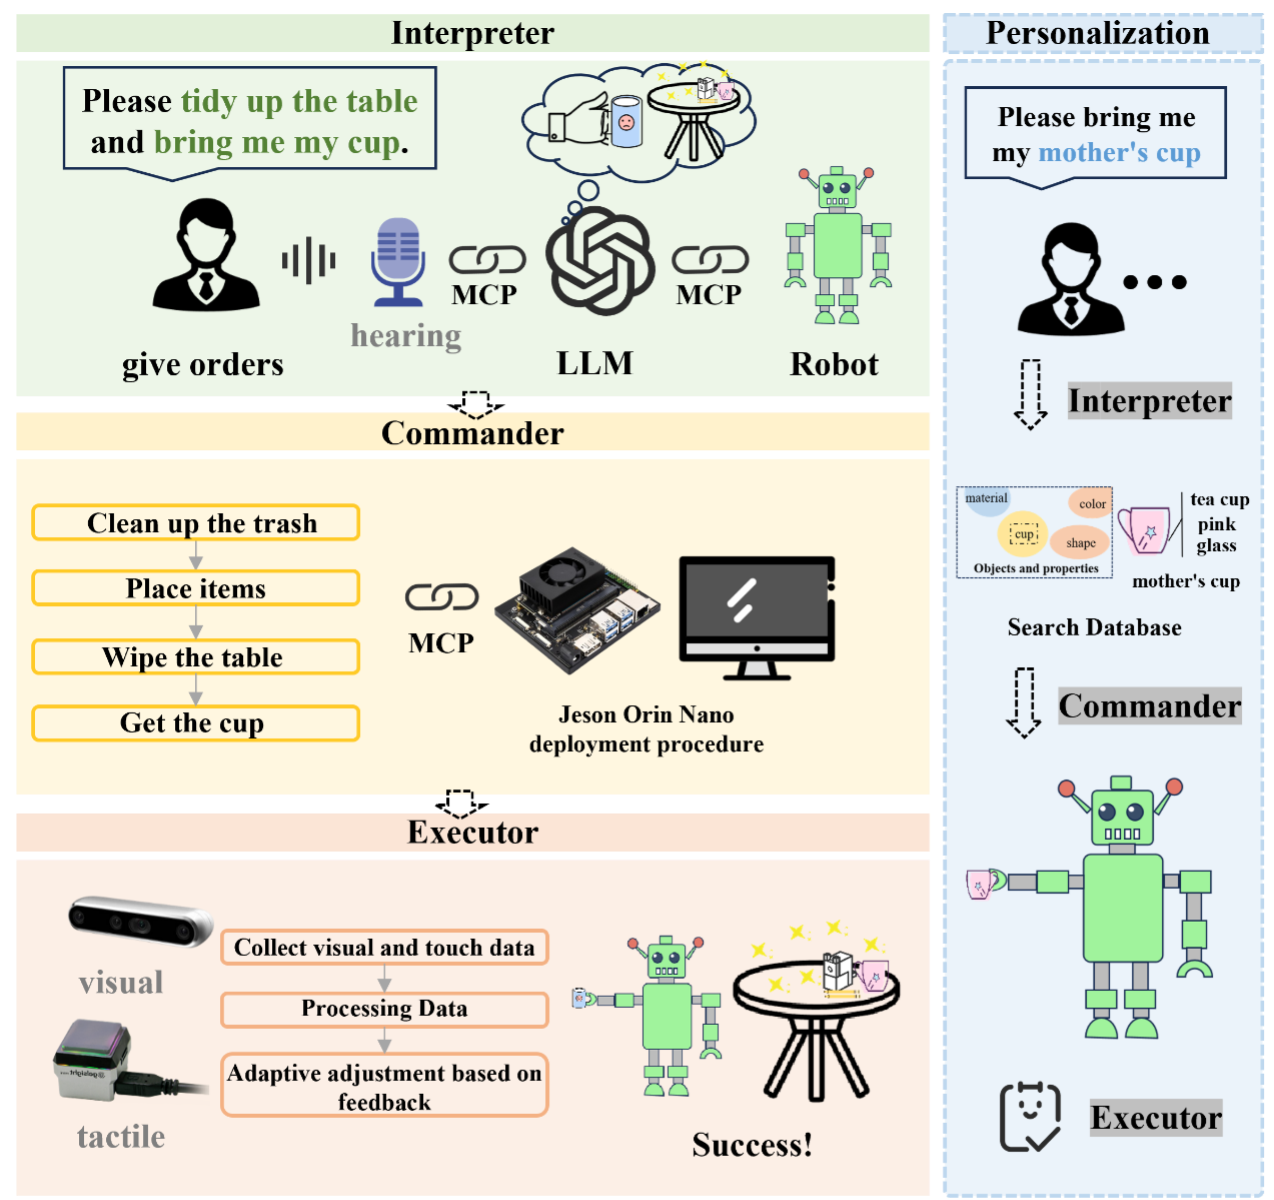 Interpreter
Please tidy up the table
and bring me my cup.
MCP
MCP
hearing
give orders
LLM
Robot
Commander
Clean up the trash
Place items
Wipe the table
Get the cup
MCP
Jeson Orin Nano
deployment procedure
Executor
visual
tactile
Collect visual and touch data
Processing Data
Adaptive adjustment based on
feedback
Success!
Personalization
Please bring me
my mother's cup
Interpreter
material
color
cup
shape
Objects and properties
tea cup
pink
glass
mother's cup
Search Database
Commander
Executor